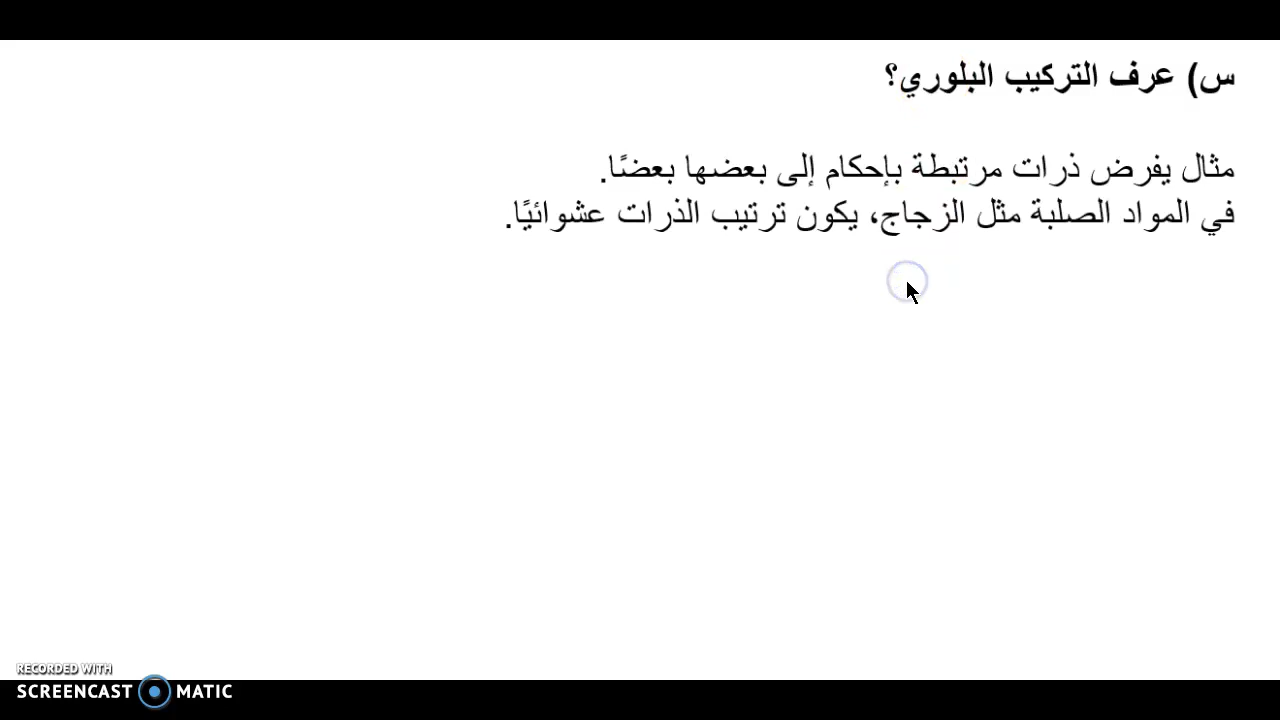 س) عرف التركيب البلوري؟
مثال يفرض ذرات مرتبطة بإحكام إلى بعضها بعضًا.
في المواد الصلبة مثل الزجاج، يكون ترتيب الذرات عشوائيًا.
RECORDED WITH
SCREENCAST MATIC